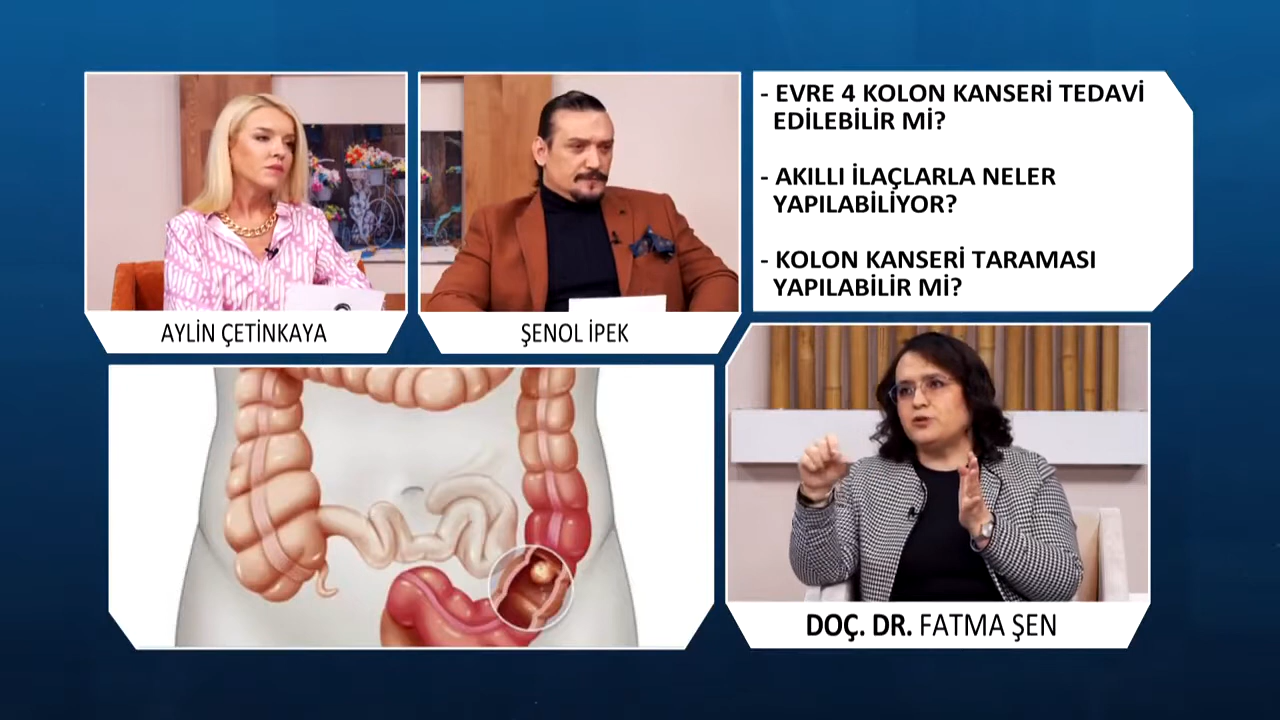 - EVRE 4 KOLON KANSERİ TEDAVİ
EDİLEBİLİR Mİ?
- AKILLI İLAÇLARLA NELER
YAPILABİLİYOR?
- KOLON KANSERİ TARAMASI
YAPILABİLİR Mİ?
AYLİN ÇETİNKAYA
ŞENOL İPEK
DOÇ. DR. FATMA ŞEN